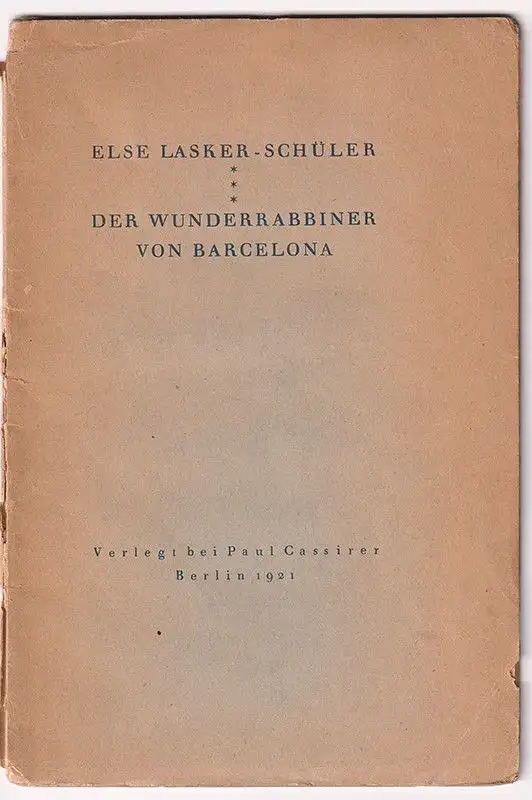 ELSE LASKER-SCHÜLER
*
*
*
DER WUNDERRABBINER
VON BARCELONA
Verlegt bei Paul Cassirer
Berlin 1921